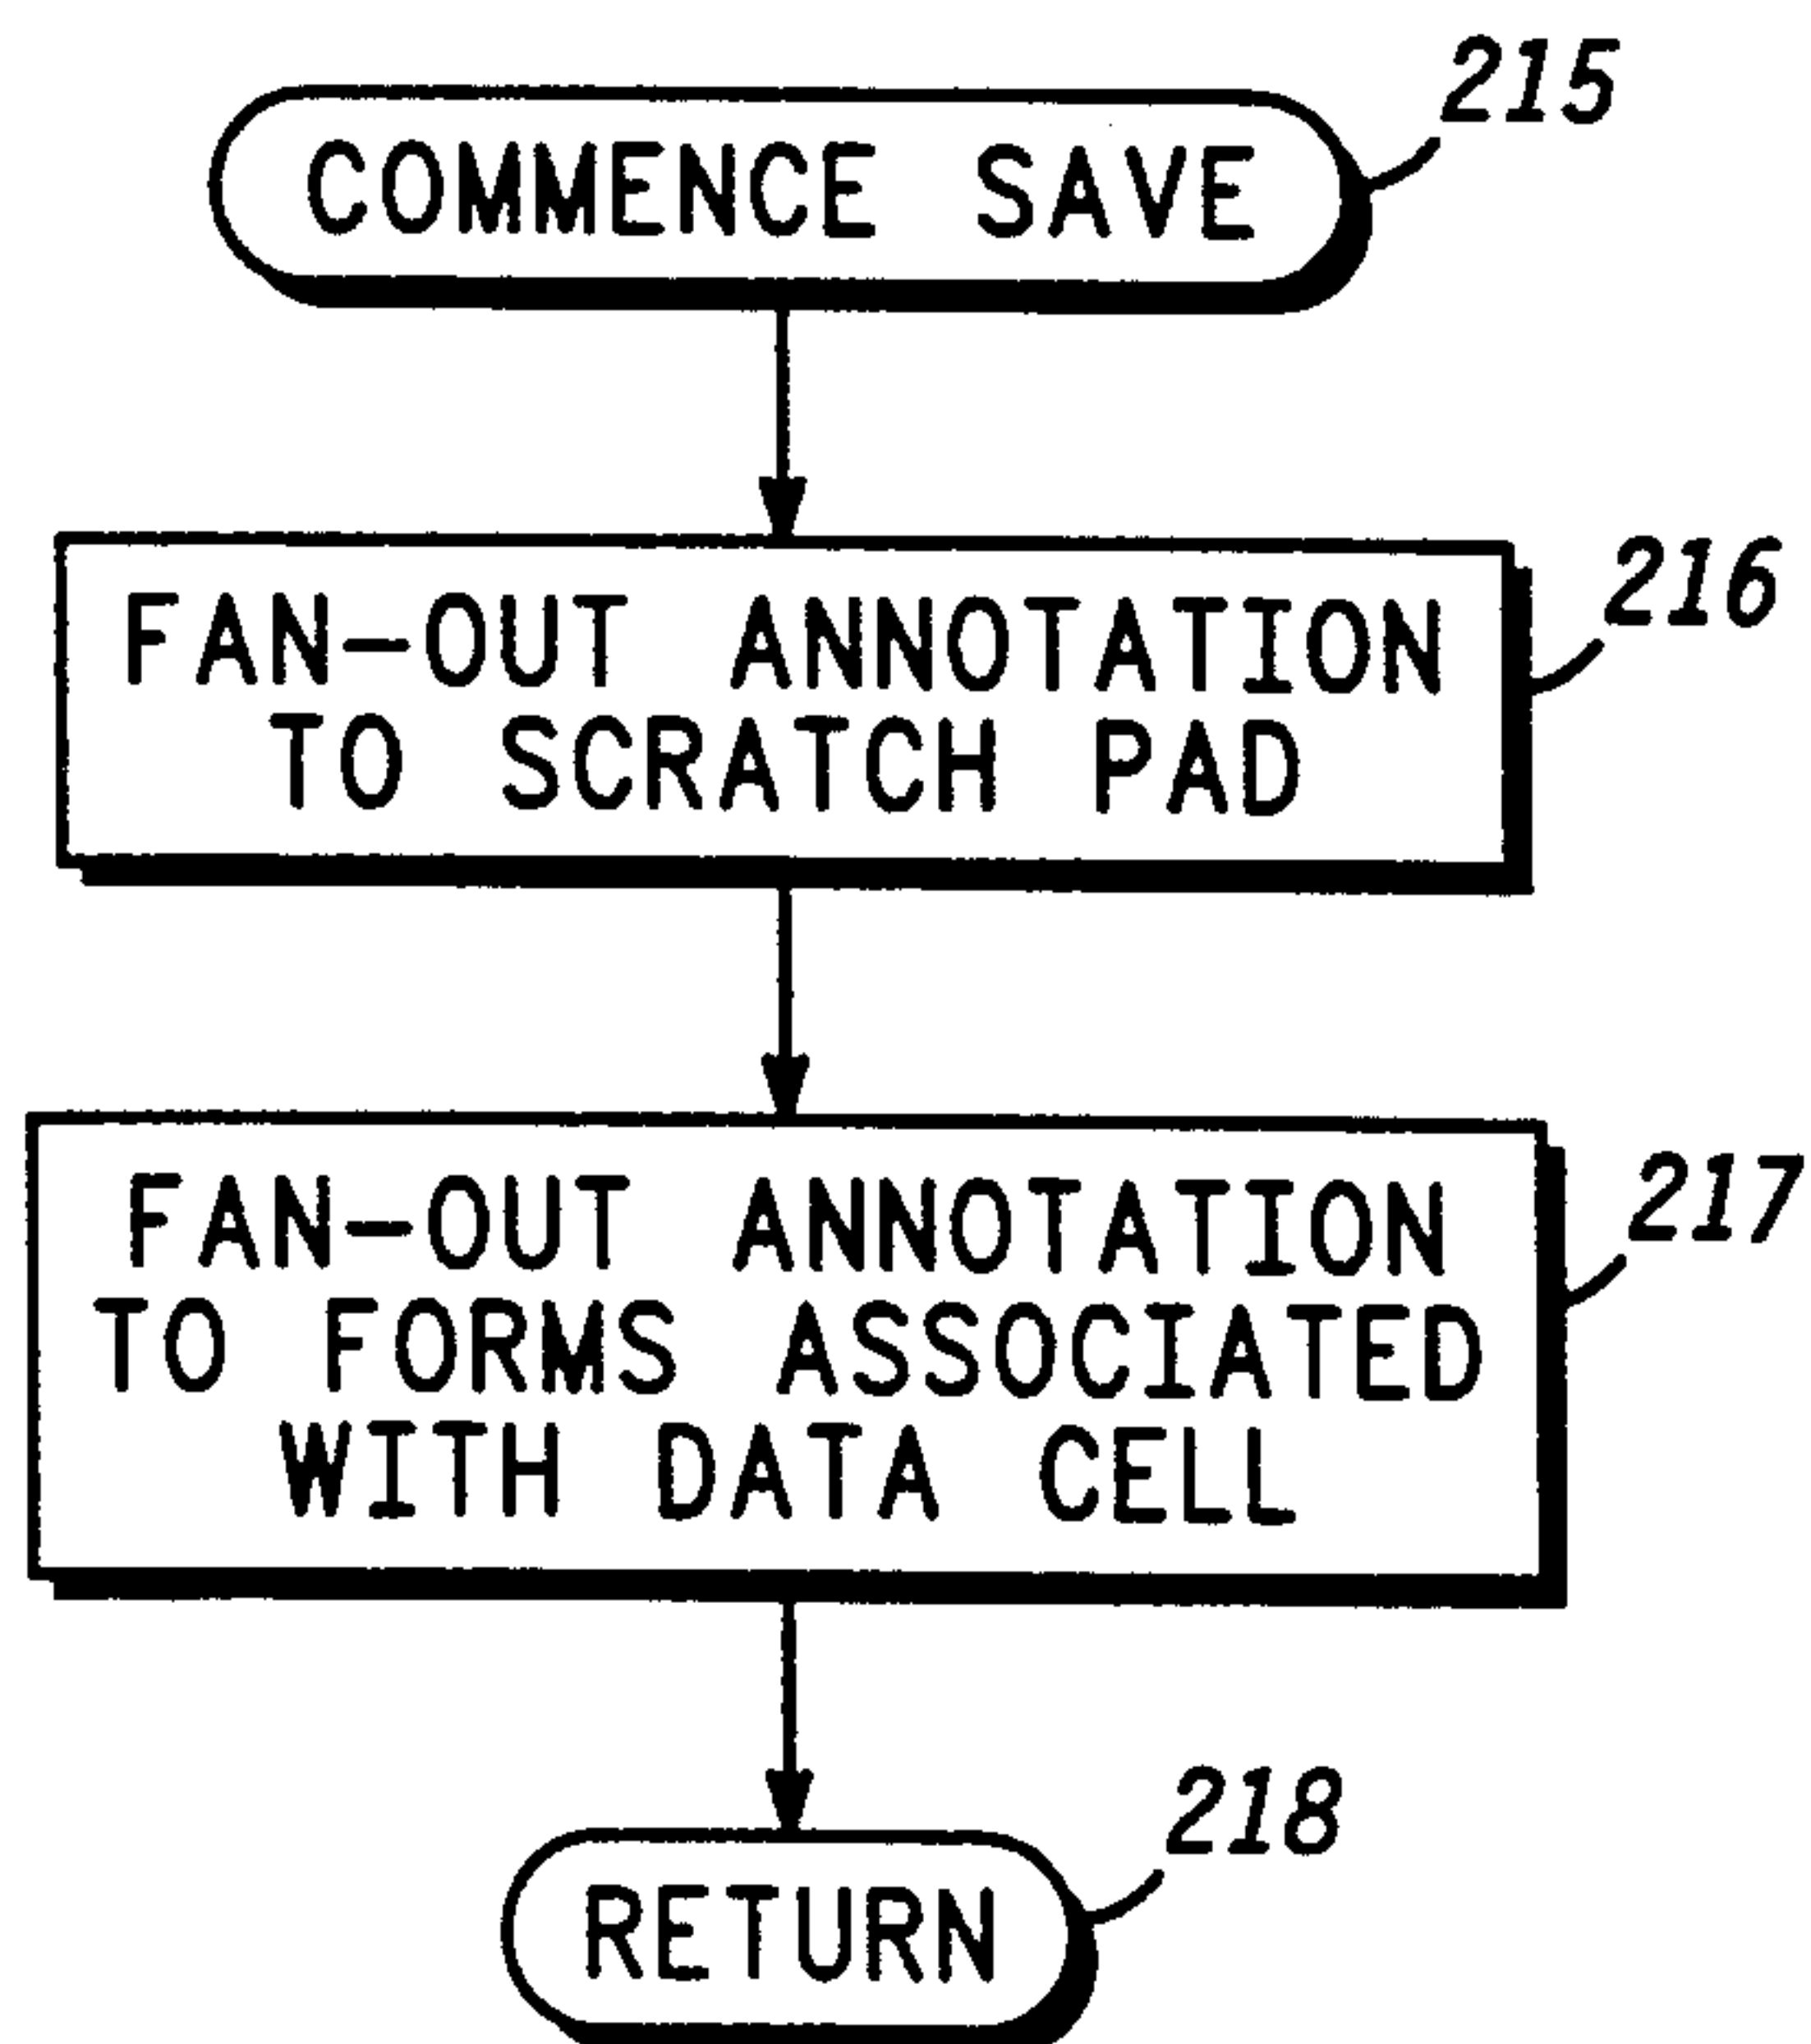 215
COMMENCE SAVE
216
FAN-OUT ANNOTATION
TO SCRATCH PAD
217
FAN-OUT ANNOTATION
TO FORMS ASSOCIATED
WITH DATA CELL
218
RETURN